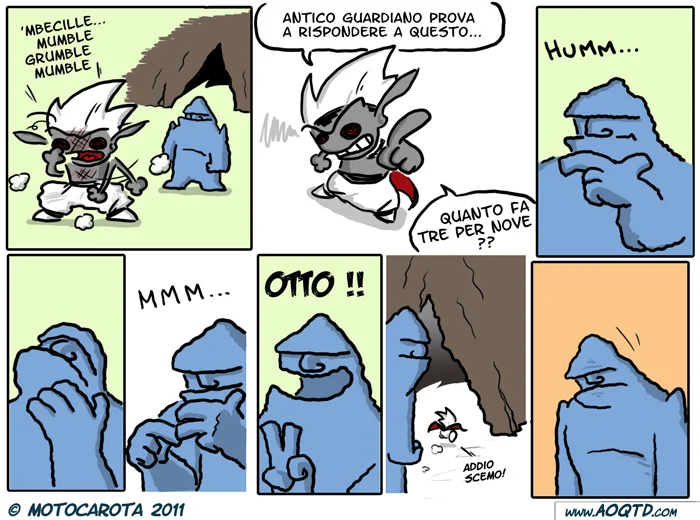 'MBECILLE...
MUMBLE
GRUMBLE
MUMBLE
ANTICO GUARDIANO PROVA
A RISPONDERE A QUESTO...
QUANTO FA
TRE PER NOVE
??
HUMM...
MMM...
OTTO !!
ADDIO
SCEMO!
© MOTOCAROTA 2011
www.AOQTD.com